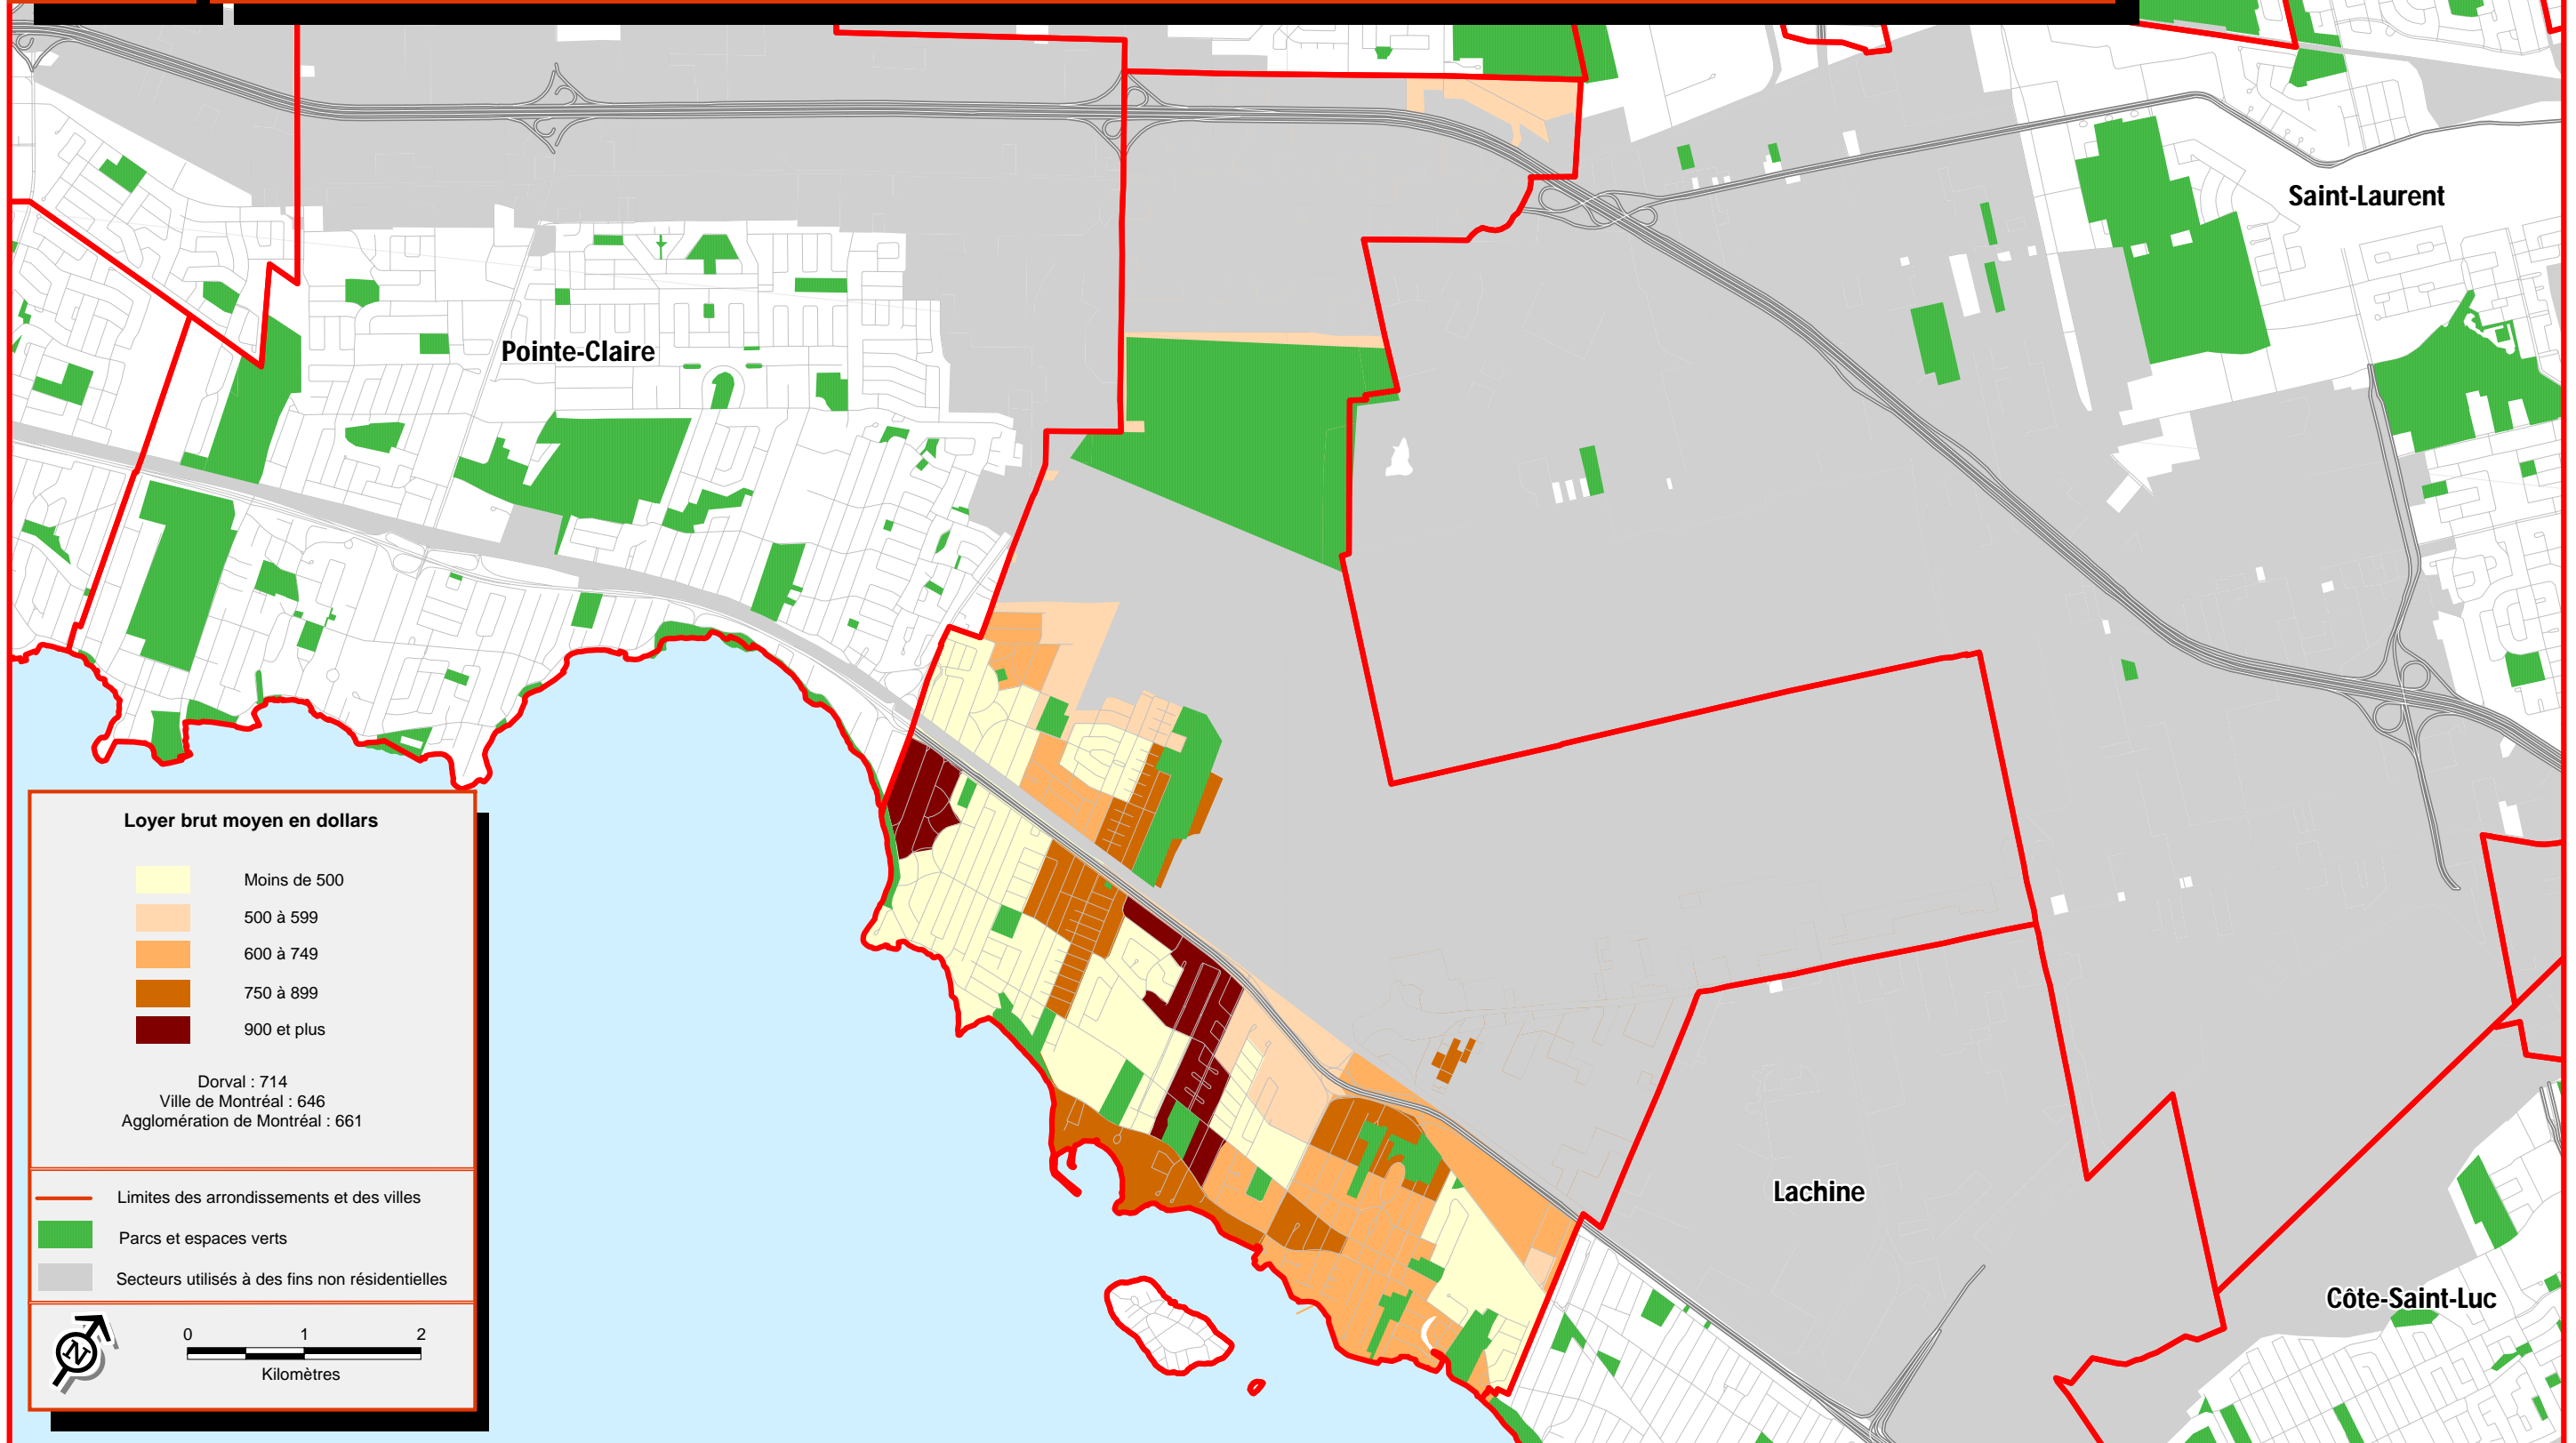 Saint-Laurent
Pointe-Claire
Loyer brut moyen en dollars
Moins de 500
500 à 599
600 à 749
750 à 899
900 et plus
Dorval : 714
Ville de Montréal : 646
Agglomération de Montréal : 661
Limites des arrondissements et des villes
Parcs et espaces verts
Secteurs utilisés à des fins non résidentielles
N
0 1 2
Kilomètres
Lachine
Côte-Saint-Luc